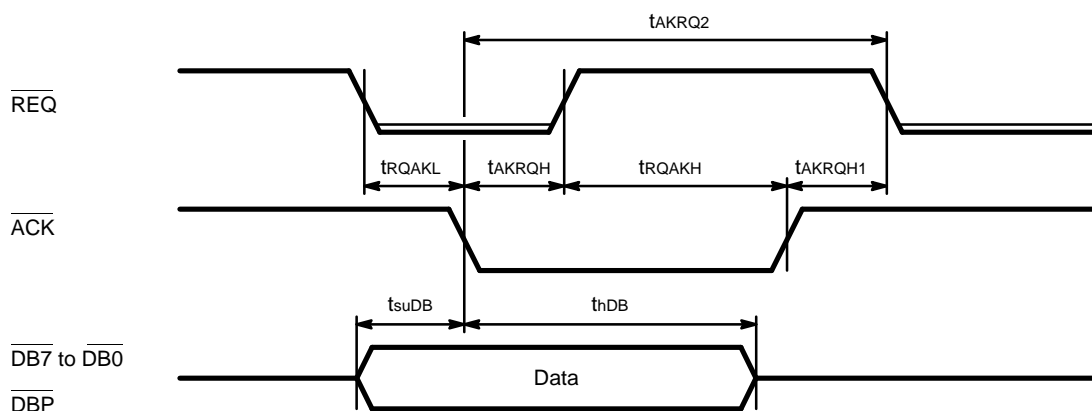 tAKRQ2
REQ
tRQAKL tAKRQH tRQAKH tAKRQH1
ACK
tsuDB thDB
DB7 to DB0
Data
DBP